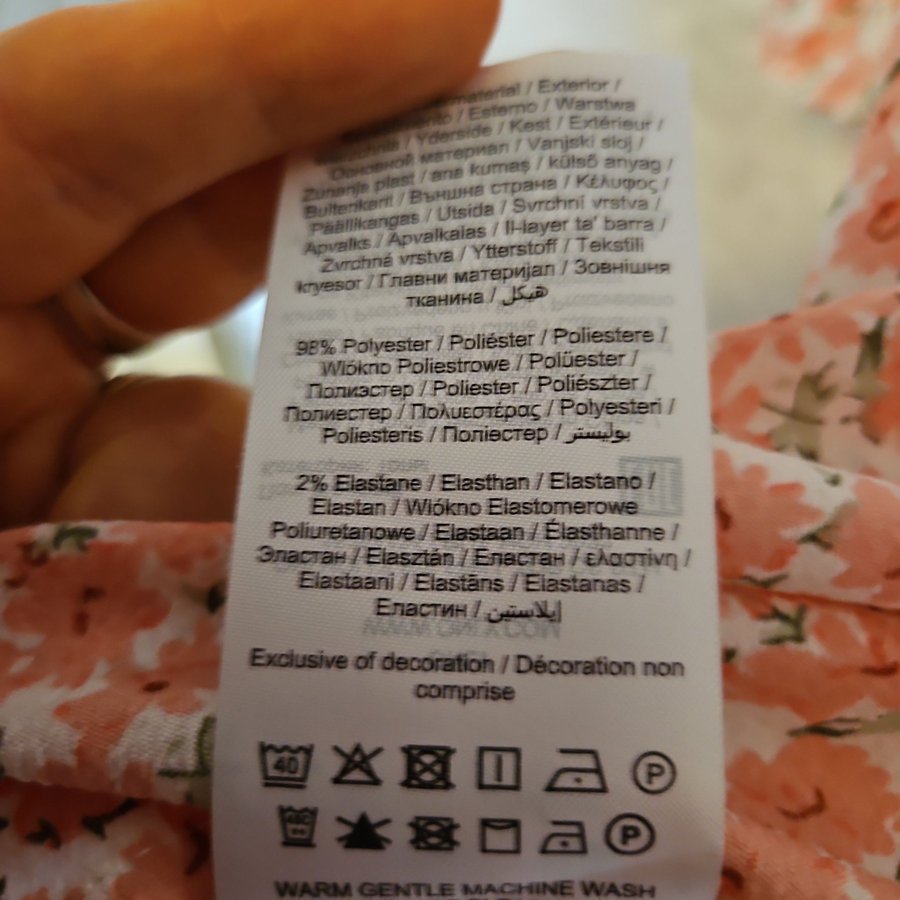 material / Exterior /
/ Esterno / Warstwa
/ Yderside / Kest / Extérieur /
Основной материал / Vanjski sloj /
Zunanja plast / ana kumaş / külső anyag /
Buitenkant / Външна страна / Κέλυφος /
Päällikangas / Utsida / Svrchní vrstva /
Apvalks / Apvalkalas / Il-layer ta' barra /
Zvrchná vrstva / Ytterstoff / Tekstili
kryesor / Главни материјал / Зовнішня
тканина / هيكل
98% Polyester / Poliéster / Poliestere /
Włókno Poliestrowe / Polüester /
Полиэстер / Poliester / Poliészter /
Полиестер / Πολυεστέρας / Polyesteri /
Poliesteris / Поліестер / بوليستر
2% Elastane / Elasthan / Elastano /
Elastan / Włókno Elastomerowe
Poliuretanowe / Elastaan / Élasthanne /
Эластан / Elasztán / Еластан / ελαστίνη /
Elastaani / Elastāns / Elastanas /
Еластин / إيلاستين
Exclusive of decoration / Décoration non
comprise
40
P
P
WARM GENTLE MACHINE WASH